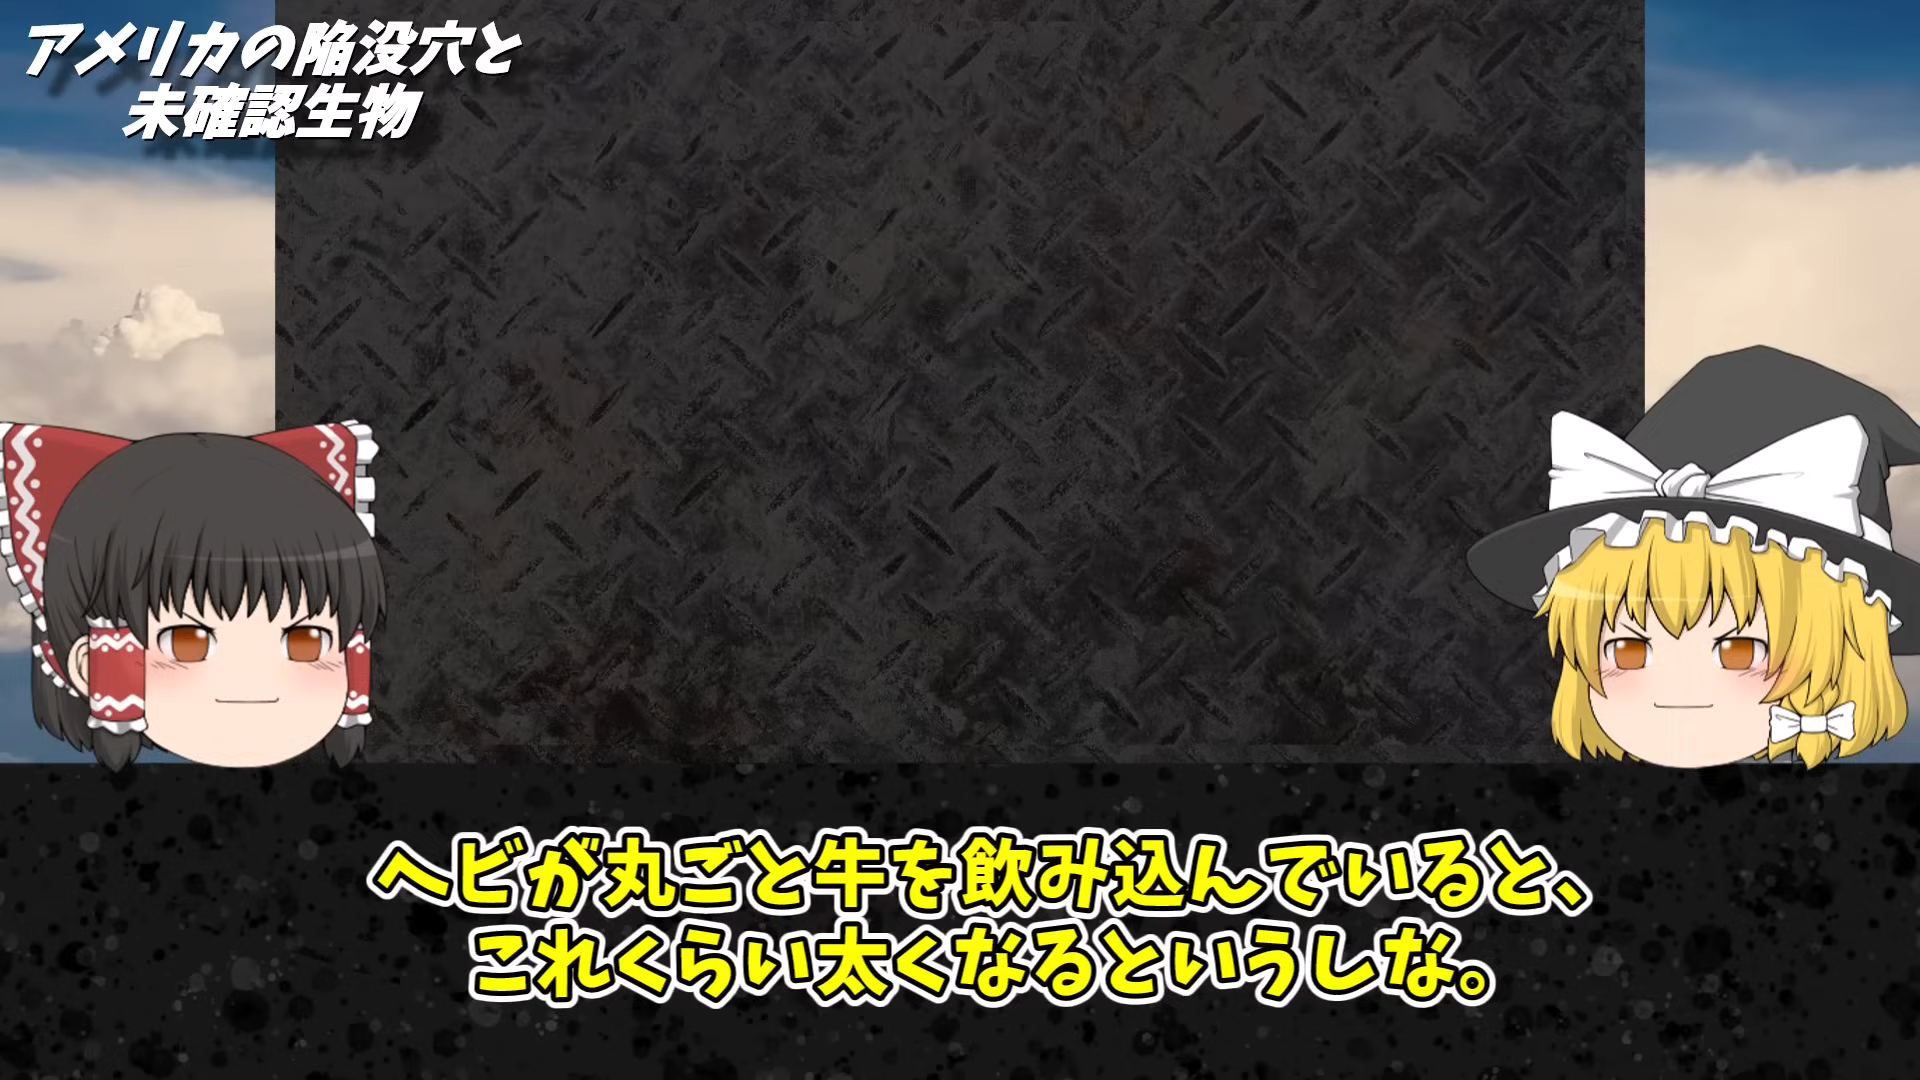 アメリカの陥没穴と
未確認生物
ヘビが丸ごと牛を飲み込んでいると、
これくらい太くなるというしな。